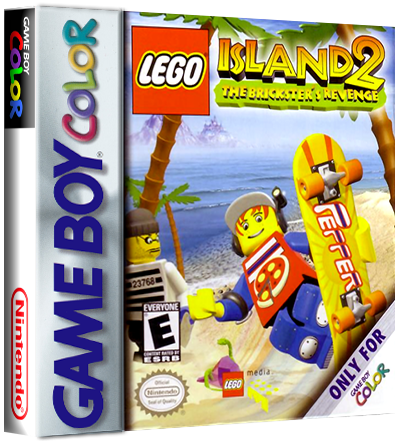 GAME BOY
COLOR
Nintendo
GAME BOY COLOR
LEGO
ISLAND 2
THE BRICKSTER'S REVENGE
PEPPER
23768
EVERYONE
E
CONTENT RATED BY
ESRB
Official
Nintendo
Seal of Quality
LEGO media
ONLY FOR
GAME BOY
COLOR